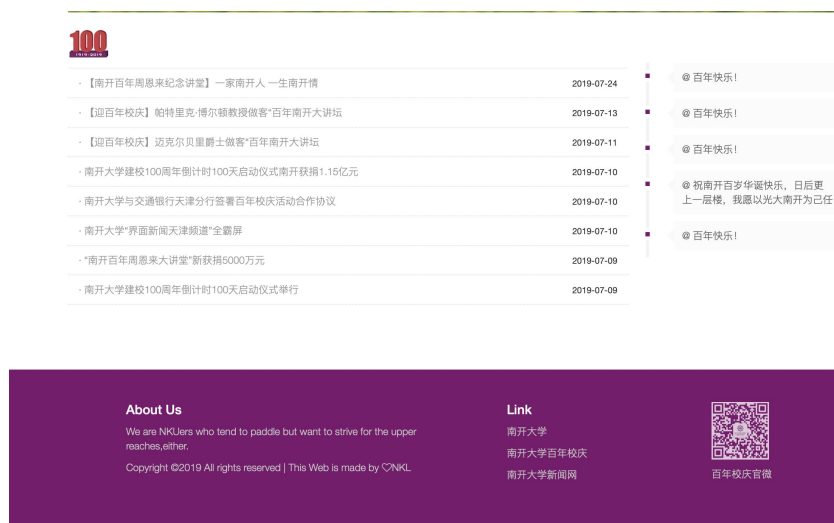 100
1919-2019
· 【南开百年周恩来纪念讲堂】一家南开人 一生南开情 2019-07-24
· 【迎百年校庆】帕特里克·博尔顿教授做客“百年南开大讲坛 2019-07-13
· 【迎百年校庆】迈克尔贝里爵士做客“百年南开大讲坛 2019-07-11
· 南开大学建校100周年倒计时100天启动仪式南开获捐1.15亿元 2019-07-10
· 南开大学与交通银行天津分行签署百年校庆活动合作协议 2019-07-10
· 南开大学“界面新闻天津频道”全霸屏 2019-07-10
· “南开百年周恩来大讲堂”新获捐5000万元 2019-07-09
· 南开大学建校100周年倒计时100天启动仪式举行 2019-07-09
@ 百年快乐！
@ 百年快乐！
@ 百年快乐！
@ 祝南开百岁华诞快乐，日后更
上一层楼，我愿以光大南开为己任
@ 百年快乐！
About Us
We are NKUers who tend to paddle but want to strive for the upper
reaches,either.
Copyright ©2019 All rights reserved | This Web is made by ♡NKL
Link
南开大学
南开大学百年校庆
南开大学新闻网
百年校庆官微